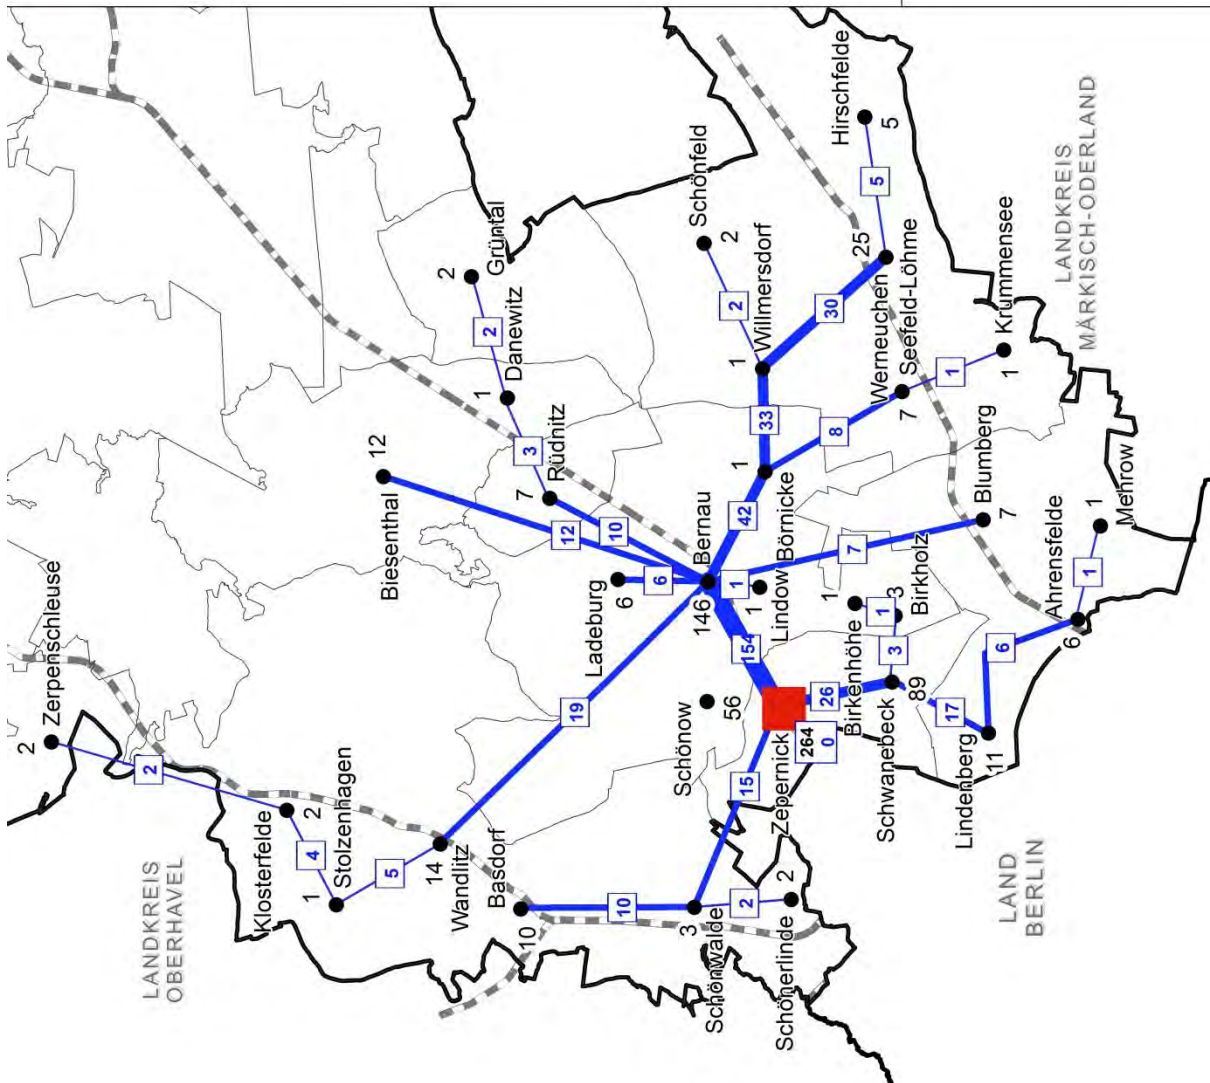 LANDKREIS
OBERHAVEL
Zerpenschleuse
2
2
Klosterfelde
2
4
Stolzenhagen
1
5
Wandlitz
14
Basdorf
10
10
Schönwalde
3
2
Schönerlinde
2
15
19
Biesenthal
12
12
Ladeburg
6
6
Rüdnitz
7
10
3
Danewitz
1
2
Grüntal
2
Bernau
146
154
Schönow
56
Zepernick
264
0
1
Lindow
1
Börnicke
1
42
33
Willmersdorf
1
2
Schönfeld
2
30
Werneuchen
25
5
Hirschfelde
5
8
Seefeld-Löhme
7
1
Krummensee
1
7
Blumberg
7
26
Birkenhöhe
1
1
3
Birkholz
3
Schwanebeck
89
17
Lindenberg
11
6
Ahrensfelde
6
1
Mehrow
1
LAND
BERLIN
LANDKREIS
MÄRKISCH-ODERLAND